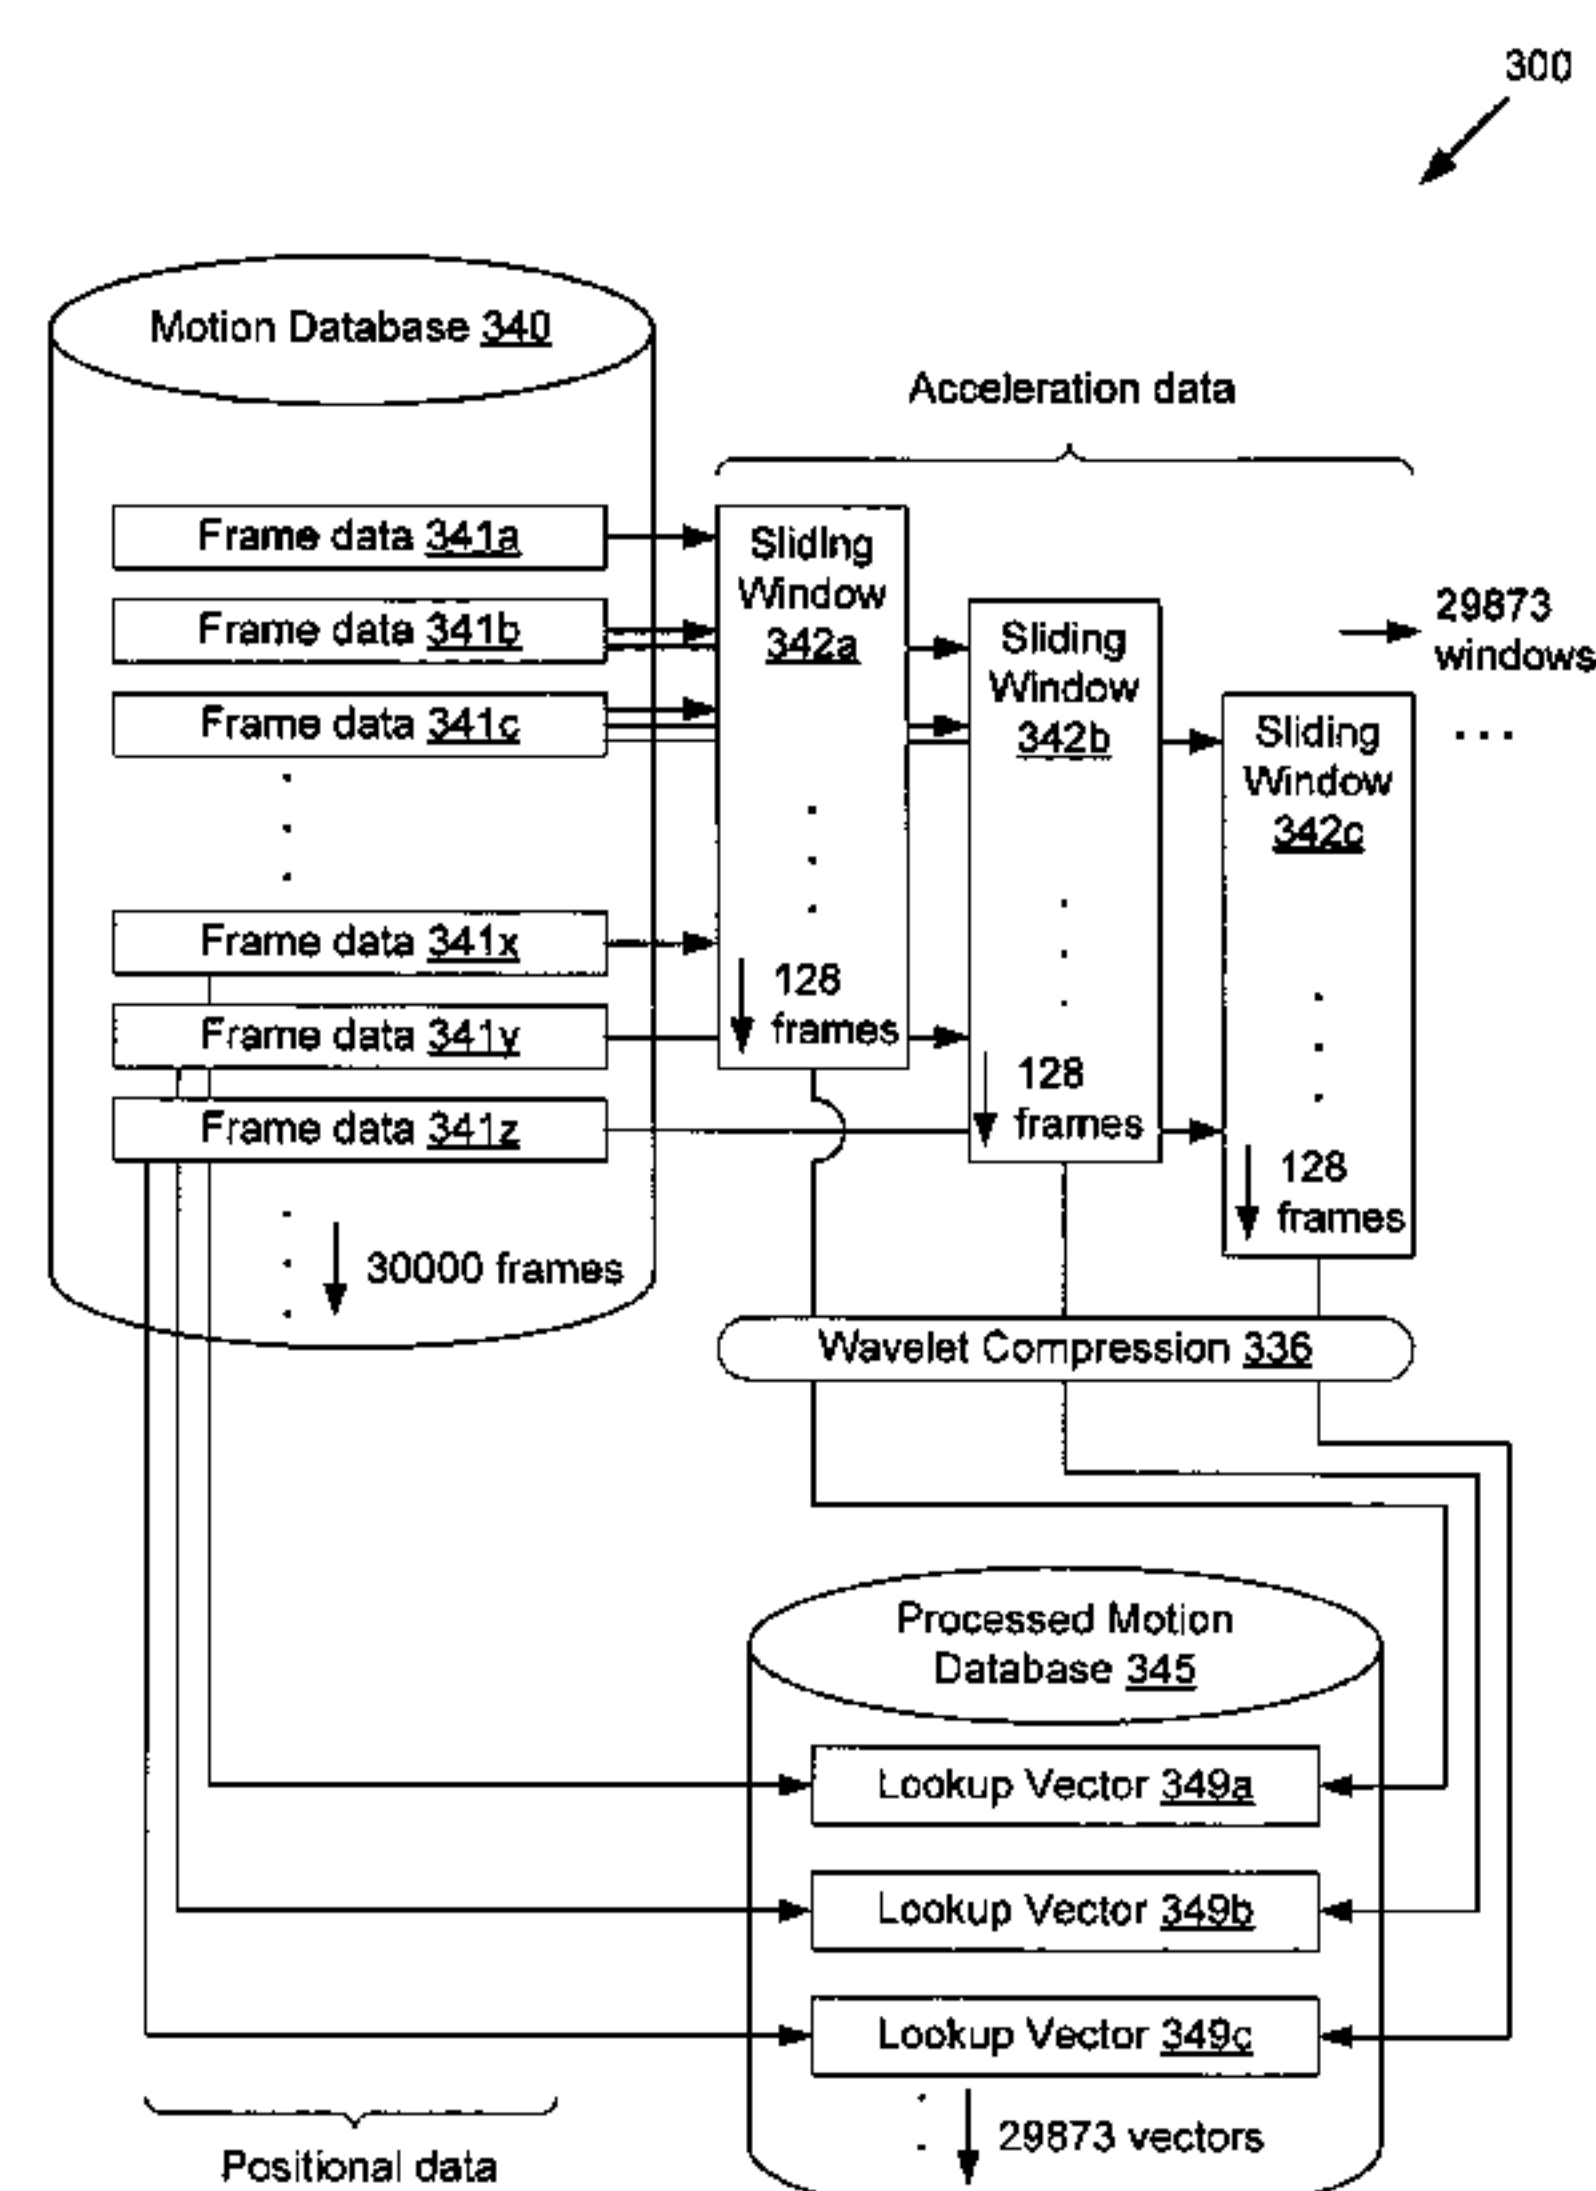 300
Motion Database 340
Acceleration data
Frame data 341a
Frame data 341b
Frame data 341c
Frame data 341x
Frame data 341y
Frame data 341z
30000 frames
Sliding
Window
342a
128
frames
Sliding
Window
342b
128
frames
Sliding
Window
342c
128
frames
29873
windows
...
Wavelet Compression 336
Processed Motion
Database 345
Lookup Vector 349a
Lookup Vector 349b
Lookup Vector 349c
29873 vectors
Positional data